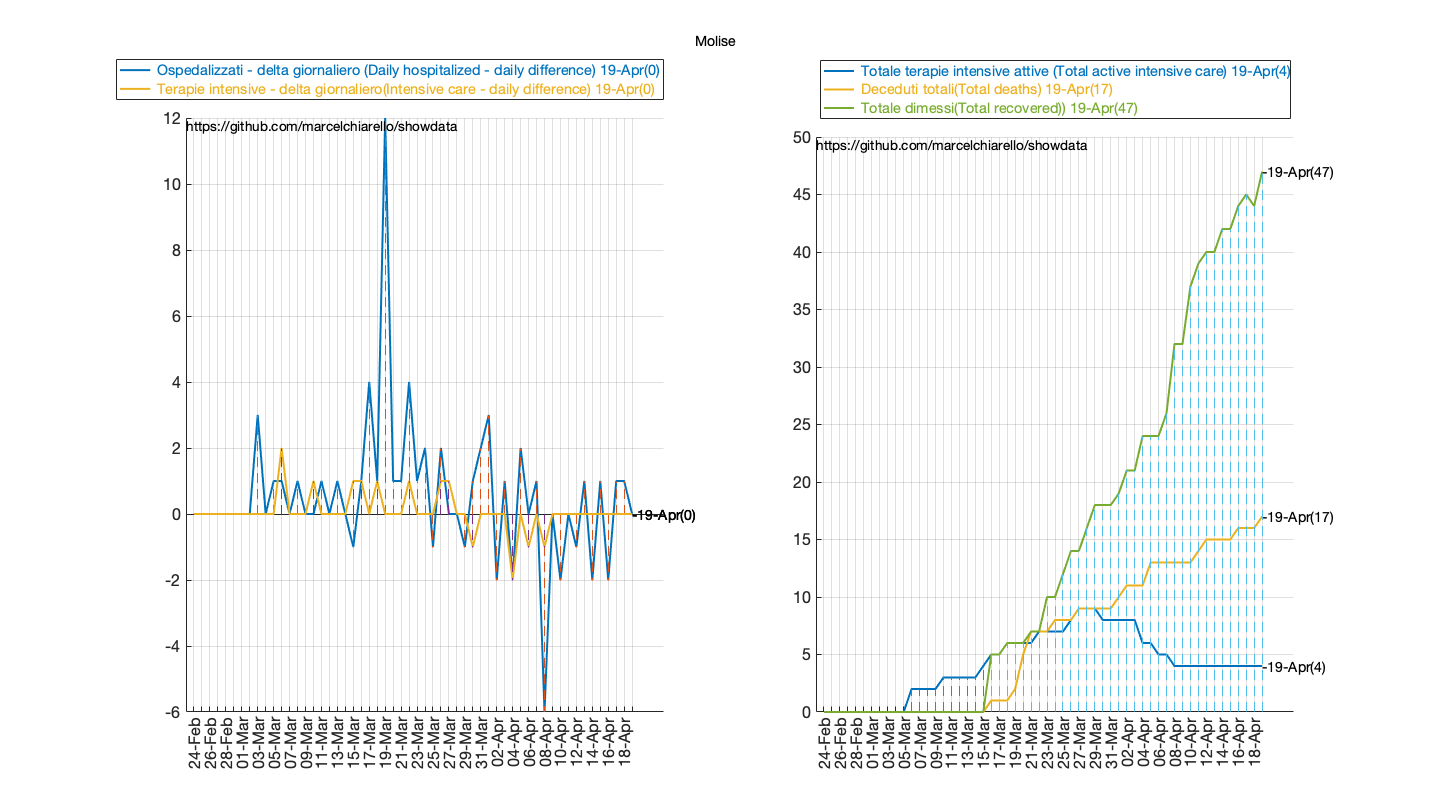 Molise
Ospedalizzati - delta giornaliero (Daily hospitalized - daily difference) 19-Apr(0)
Terapie intensive - delta giornaliero(Intensive care - daily difference) 19-Apr(0)
https://github.com/marcelchiarello/showdata
12
10
8
6
4
2
0
-2
-4
-6
-19-Apr(0)
24-Feb
26-Feb
28-Feb
01-Mar
03-Mar
05-Mar
07-Mar
09-Mar
11-Mar
13-Mar
15-Mar
17-Mar
19-Mar
21-Mar
23-Mar
25-Mar
27-Mar
29-Mar
31-Mar
02-Apr
04-Apr
06-Apr
08-Apr
10-Apr
12-Apr
14-Apr
16-Apr
18-Apr
Totale terapie intensive attive (Total active intensive care) 19-Apr(4)
Deceduti totali(Total deaths) 19-Apr(17)
Totale dimessi(Total recovered)) 19-Apr(47)
https://github.com/marcelchiarello/showdata
50
45
40
35
30
25
20
15
10
5
0
-19-Apr(47)
-19-Apr(17)
-19-Apr(4)
24-Feb
26-Feb
28-Feb
01-Mar
03-Mar
05-Mar
07-Mar
09-Mar
11-Mar
13-Mar
15-Mar
17-Mar
19-Mar
21-Mar
23-Mar
25-Mar
27-Mar
29-Mar
31-Mar
02-Apr
04-Apr
06-Apr
08-Apr
10-Apr
12-Apr
14-Apr
16-Apr
18-Apr